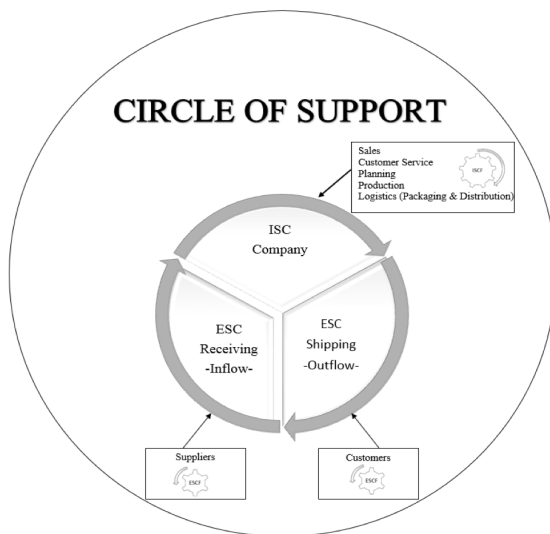 CIRCLE OF SUPPORT
Sales
Customer Service
Planning
Production
Logistics (Packaging & Distribution)
ISCF
ISC
Company
ESC
Receiving
-Inflow-
ESC
Shipping
-Outflow-
Suppliers
ESCF
Customers
ESCF